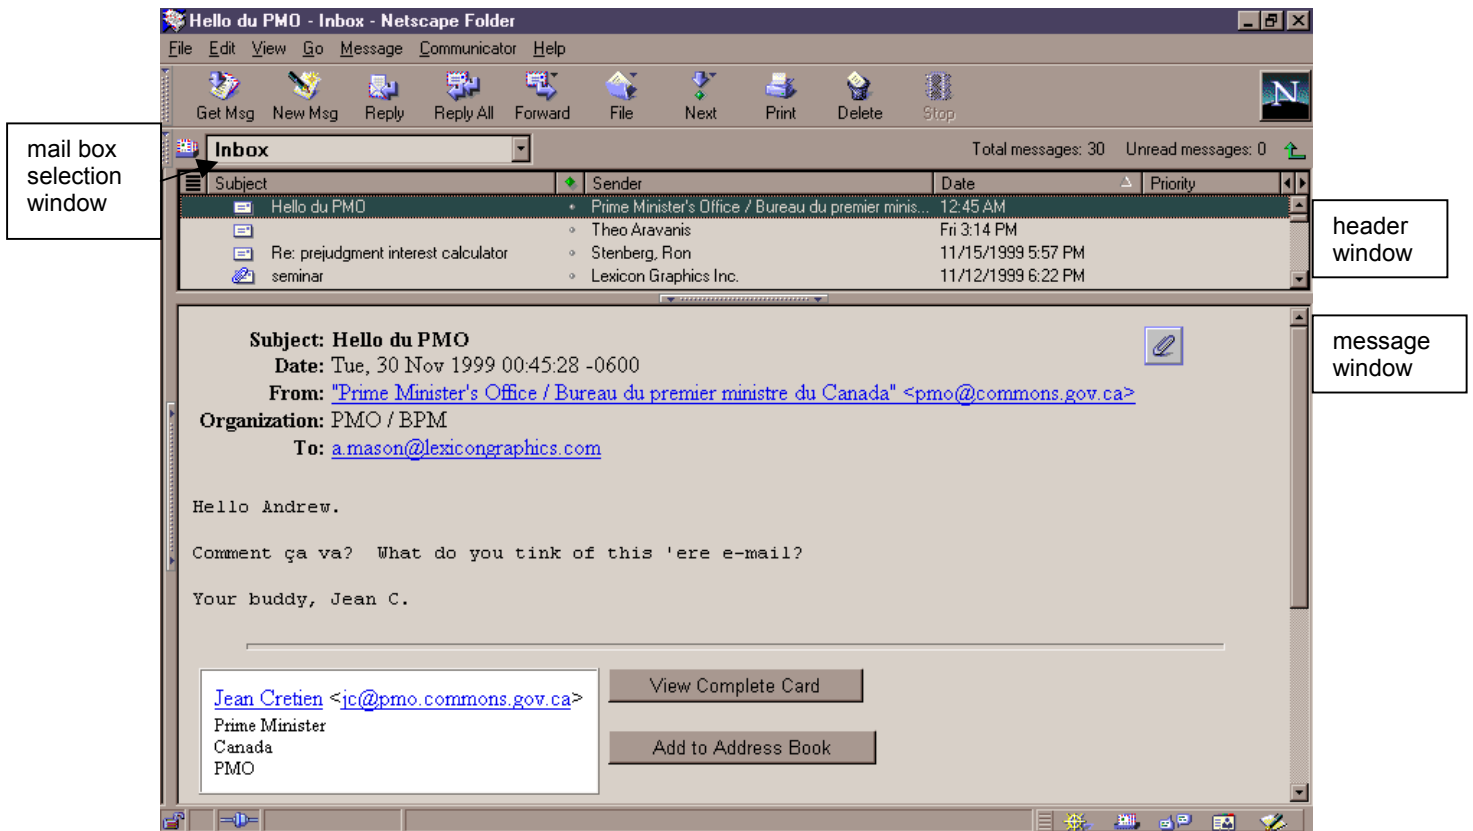 Hello du PMO - Inbox - Netscape Folder
File Edit View Go Message Communicator Help
Get Msg New Msg Reply Reply All Forward File Next Print Delete Stop
N
mail box
selection
window
Inbox
Total messages: 30 Unread messages: 0
Subject Sender Date Priority
Hello du PMO Prime Minister's Office / Bureau du premier minis... 12:45 AM
Theo Aravanis Fri 3:14 PM
Re: prejudgment interest calculator Stenberg, Ron 11/15/1999 5:57 PM
seminar Lexicon Graphics Inc. 11/12/1999 6:22 PM
header
window
message
window
Subject: Hello du PMO
Date: Tue, 30 Nov 1999 00:45:28 -0600
From: "Prime Minister's Office / Bureau du premier ministre du Canada" <pmo@commons.gov.ca>
Organization: PMO / BPM
To: a.mason@lexicongraphics.com
Hello Andrew.
Comment ça va? What do you tink of this 'ere e-mail?
Your buddy, Jean C.
Jean Cretien <jc@pmo.commons.gov.ca>
Prime Minister
Canada
PMO
View Complete Card
Add to Address Book